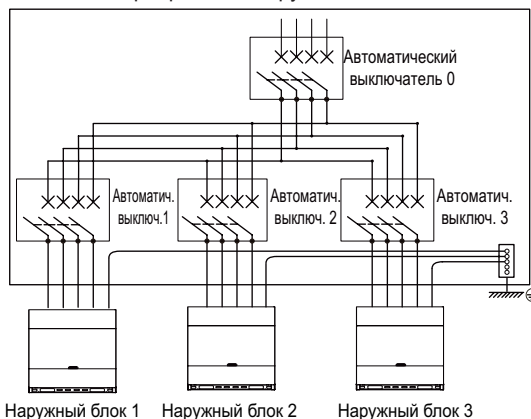 Автоматический
выключатель 0
Автоматич.
выключ.1
Автоматич.
выключ. 2
Автоматич.
выключ. 3
Наружный блок 1
Наружный блок 2
Наружный блок 3